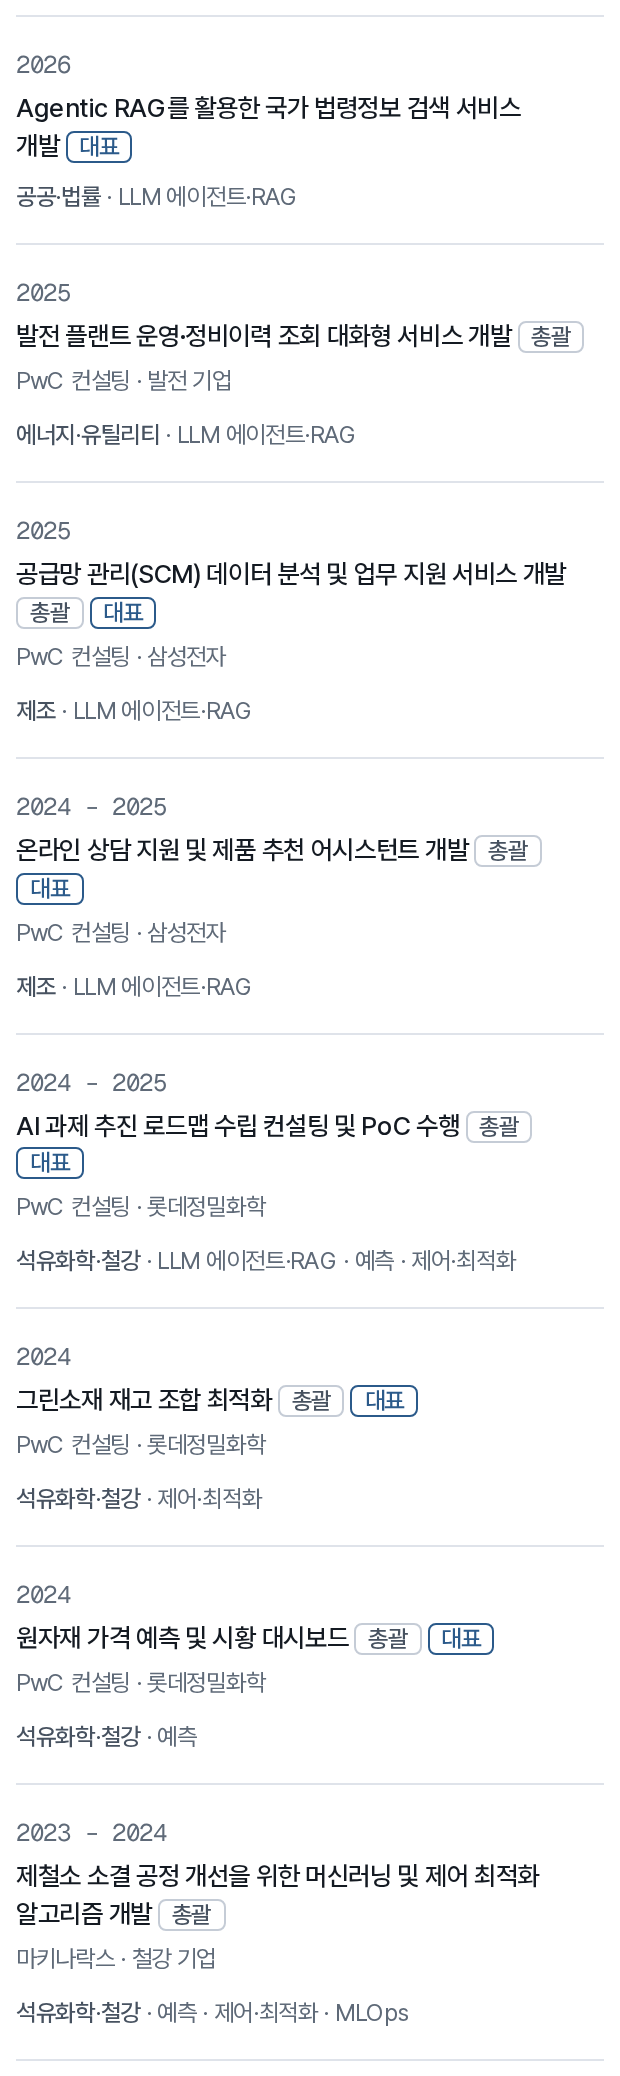 2026
Agentic RAG를 활용한 국가 법령정보 검색 서비스
개발 대표
공공·법률 · LLM 에이전트·RAG
2025
발전 플랜트 운영·정비이력 조회 대화형 서비스 개발 총괄
PwC 컨설팅 · 발전 기업
에너지·유틸리티 · LLM 에이전트·RAG
2025
공급망 관리(SCM) 데이터 분석 및 업무 지원 서비스 개발
총괄 대표
PwC 컨설팅 · 삼성전자
제조 · LLM 에이전트·RAG
2024 – 2025
온라인 상담 지원 및 제품 추천 어시스턴트 개발 총괄
대표
PwC 컨설팅 · 삼성전자
제조 · LLM 에이전트·RAG
2024 – 2025
AI 과제 추진 로드맵 수립 컨설팅 및 PoC 수행 총괄
대표
PwC 컨설팅 · 롯데정밀화학
석유화학·철강 · LLM 에이전트·RAG · 예측 · 제어·최적화
2024
그린소재 재고 조합 최적화 총괄 대표
PwC 컨설팅 · 롯데정밀화학
석유화학·철강 · 제어·최적화
2024
원자재 가격 예측 및 시황 대시보드 총괄 대표
PwC 컨설팅 · 롯데정밀화학
석유화학·철강 · 예측
2023 – 2024
제철소 소결 공정 개선을 위한 머신러닝 및 제어 최적화
알고리즘 개발 총괄
마키나락스 · 철강 기업
석유화학·철강 · 예측 · 제어·최적화 · MLOps